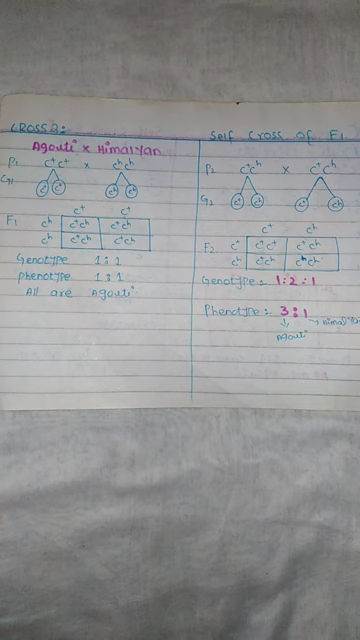 CROSS 2:
Agouti x Himalyan
P1 c⁺c⁺ x cʰcʰ
G1 c⁺ c⁺ cʰ cʰ
c⁺ c⁺
F1 cʰ c⁺cʰ c⁺cʰ
cʰ c⁺cʰ c⁺cʰ
Genotype 1:1
phenotype 1:1
All are Agouti.
Self Cross of F1
P2 c⁺cʰ x c⁺cʰ
G2 c⁺ cʰ c⁺ cʰ
c⁺ cʰ
F2 c⁺ c⁺c⁺ c⁺cʰ
cʰ c⁺cʰ cʰcʰ
Genotype: 1:2:1
Phenotype: 3:1
↓ → Himalyan
Agouti